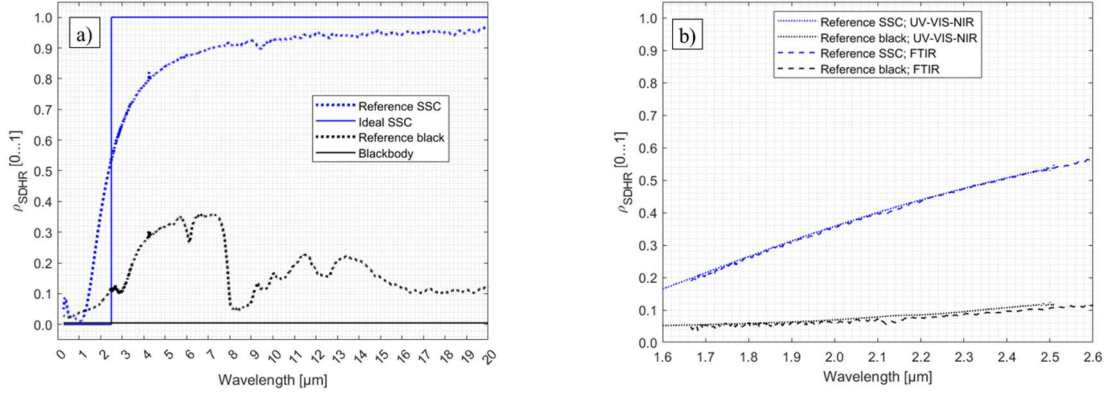 a)
1.0
0.9
0.8
0.7
0.6
0.5
0.4
0.3
0.2
0.1
0.0
ρSDHR [0...1]
Reference SSC
Ideal SSC
Reference black
Blackbody
0 1 2 3 4 5 6 7 8 9 10 11 12 13 14 15 16 17 18 19 20
Wavelength [µm]
b)
1.0
0.9
0.8
0.7
0.6
0.5
0.4
0.3
0.2
0.1
0.0
ρSDHR [0...1]
Reference SSC; UV-VIS-NIR
Reference black; UV-VIS-NIR
Reference SSC; FTIR
Reference black; FTIR
1.6 1.7 1.8 1.9 2.0 2.1 2.2 2.3 2.4 2.5 2.6
Wavelength [µm]